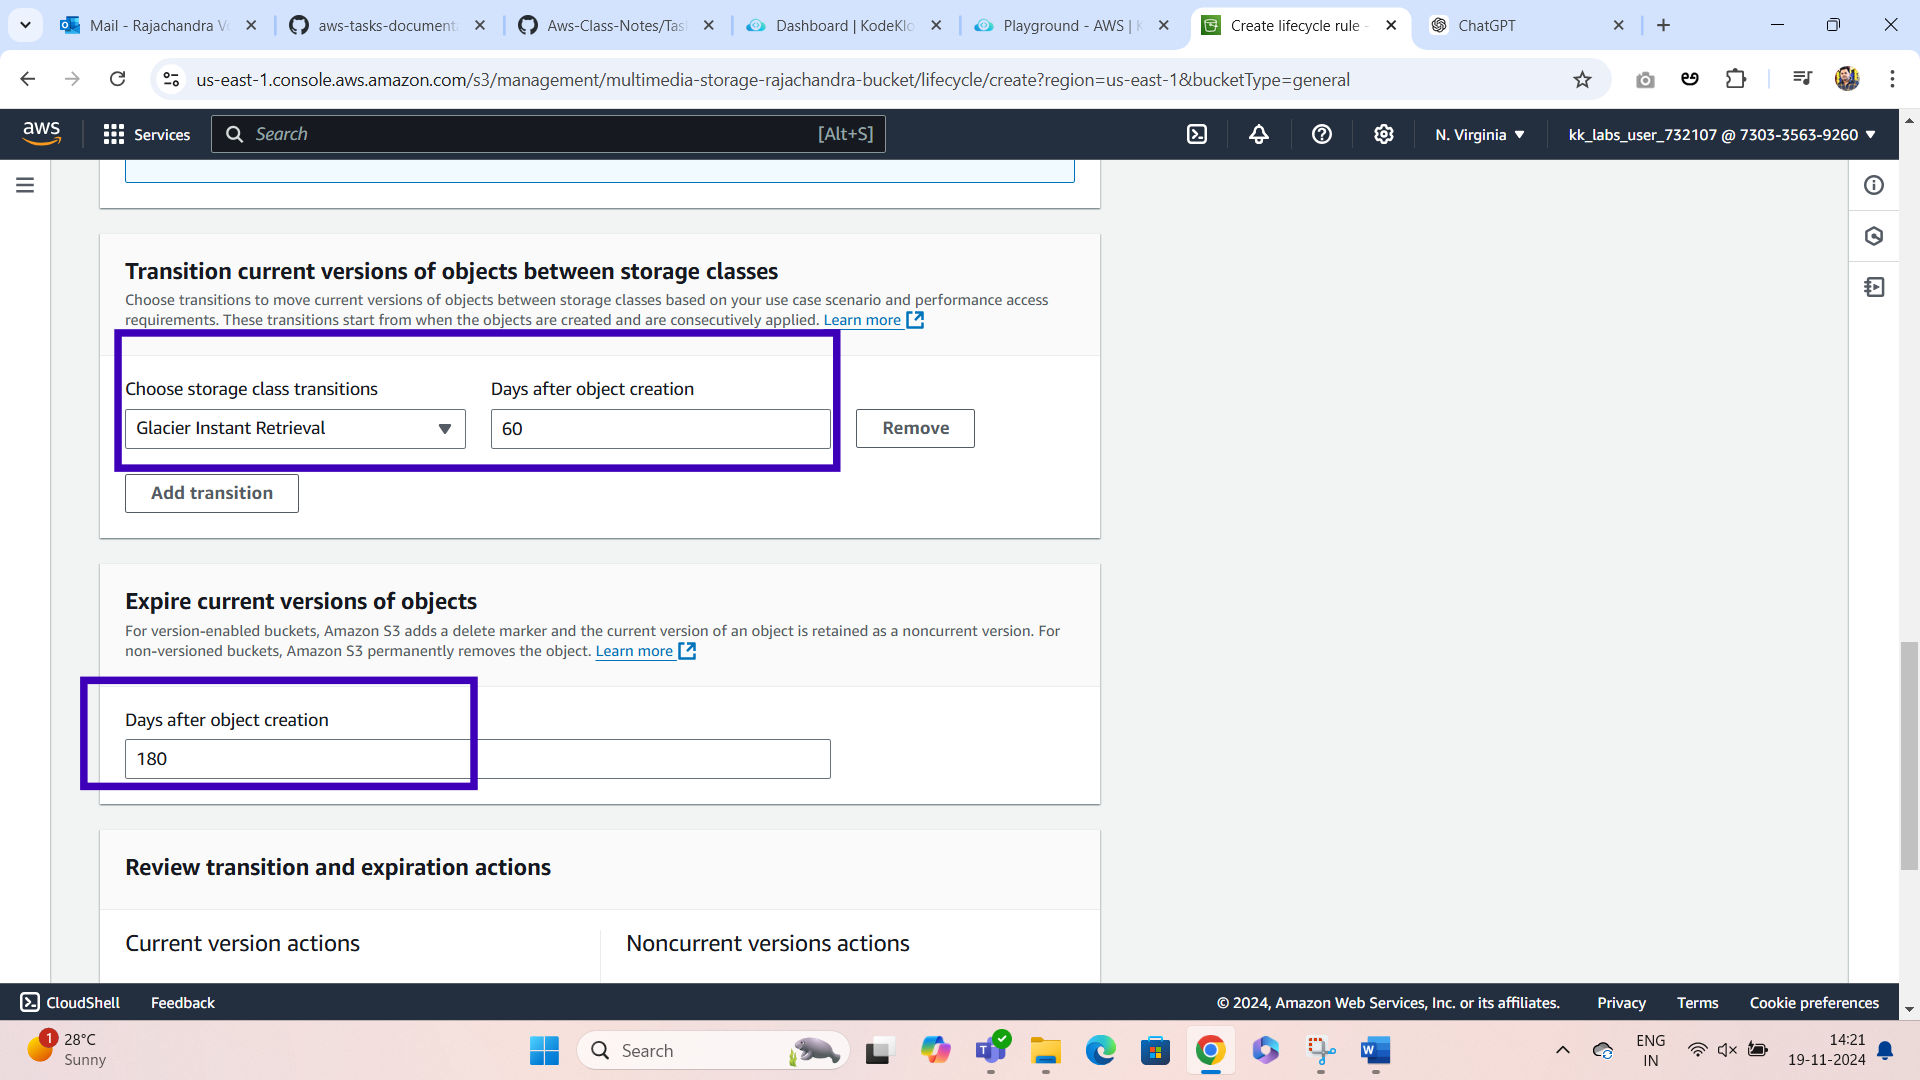 Mail - Rajachandra V
aws-tasks-document
Aws-Class-Notes/Tas
Dashboard | KodeKlo
Playground - AWS | K
Create lifecycle rule -
ChatGPT
us-east-1.console.aws.amazon.com/s3/management/multimedia-storage-rajachandra-bucket/lifecycle/create?region=us-east-1&bucketType=general
aws
Services
Search
[Alt+S]
N. Virginia
kk_labs_user_732107 @ 7303-3563-9260
Transition current versions of objects between storage classes
Choose transitions to move current versions of objects between storage classes based on your use case scenario and performance access
requirements. These transitions start from when the objects are created and are consecutively applied. Learn more
Choose storage class transitions
Days after object creation
Glacier Instant Retrieval
60
Remove
Add transition
Expire current versions of objects
For version-enabled buckets, Amazon S3 adds a delete marker and the current version of an object is retained as a noncurrent version. For
non-versioned buckets, Amazon S3 permanently removes the object. Learn more
Days after object creation
180
Review transition and expiration actions
Current version actions
Noncurrent versions actions
CloudShell
Feedback
© 2024, Amazon Web Services, Inc. or its affiliates.
Privacy
Terms
Cookie preferences
1
28°C
Sunny
Search
ENG
IN
14:21
19-11-2024